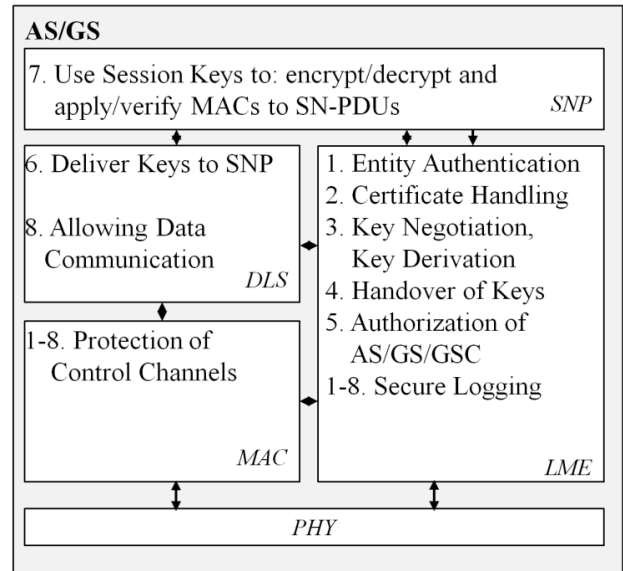 AS/GS
7. Use Session Keys to: encrypt/decrypt and
apply/verify MACs to SN-PDUs
SNP
6. Deliver Keys to SNP
8. Allowing Data
Communication
DLS
1. Entity Authentication
2. Certificate Handling
3. Key Negotiation,
Key Derivation
4. Handover of Keys
5. Authorization of
AS/GS/GSC
1-8. Secure Logging
LME
1-8. Protection of
Control Channels
MAC
PHY